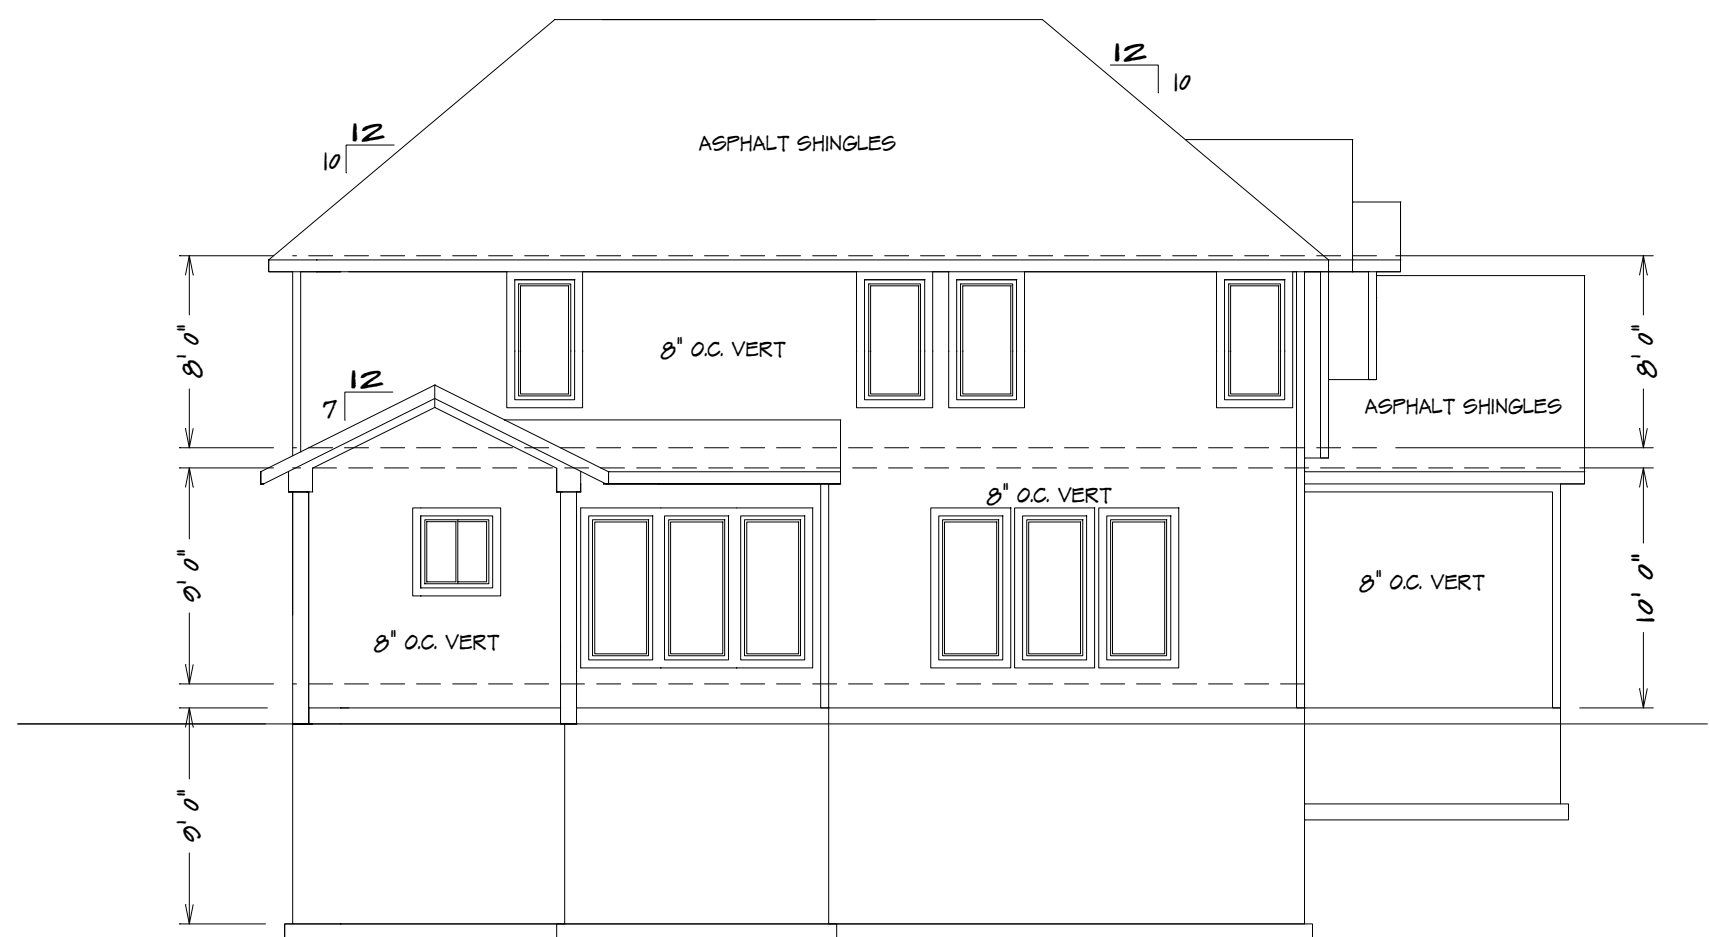 12
10
12
10
ASPHALT SHINGLES
8' 0"
8" O.C. VERT
8' 0"
12
7
ASPHALT SHINGLES
8" O.C. VERT
9' 0"
8" O.C. VERT
10' 0"
8" O.C. VERT
9' 0"